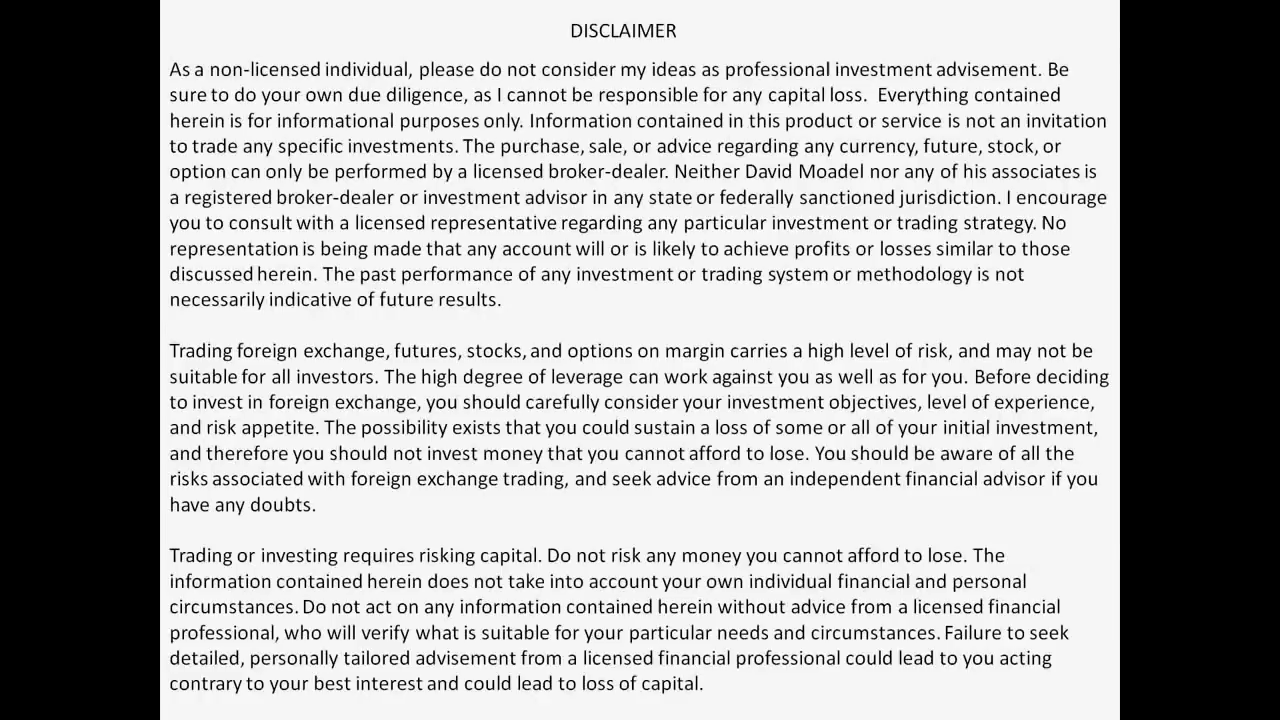 DISCLAIMER
As a non-licensed individual, please do not consider my ideas as professional investment advisement. Be
sure to do your own due diligence, as I cannot be responsible for any capital loss.  Everything contained
herein is for informational purposes only. Information contained in this product or service is not an invitation
to trade any specific investments. The purchase, sale, or advice regarding any currency, future, stock, or
option can only be performed by a licensed broker-dealer. Neither David Moadel nor any of his associates is
a registered broker-dealer or investment advisor in any state or federally sanctioned jurisdiction. I encourage
you to consult with a licensed representative regarding any particular investment or trading strategy. No
representation is being made that any account will or is likely to achieve profits or losses similar to those
discussed herein. The past performance of any investment or trading system or methodology is not
necessarily indicative of future results.
Trading foreign exchange, futures, stocks, and options on margin carries a high level of risk, and may not be
suitable for all investors. The high degree of leverage can work against you as well as for you. Before deciding
to invest in foreign exchange, you should carefully consider your investment objectives, level of experience,
and risk appetite. The possibility exists that you could sustain a loss of some or all of your initial investment,
and therefore you should not invest money that you cannot afford to lose. You should be aware of all the
risks associated with foreign exchange trading, and seek advice from an independent financial advisor if you
have any doubts.
Trading or investing requires risking capital. Do not risk any money you cannot afford to lose. The
information contained herein does not take into account your own individual financial and personal
circumstances. Do not act on any information contained herein without advice from a licensed financial
professional, who will verify what is suitable for your particular needs and circumstances. Failure to seek
detailed, personally tailored advisement from a licensed financial professional could lead to you acting
contrary to your best interest and could lead to loss of capital.